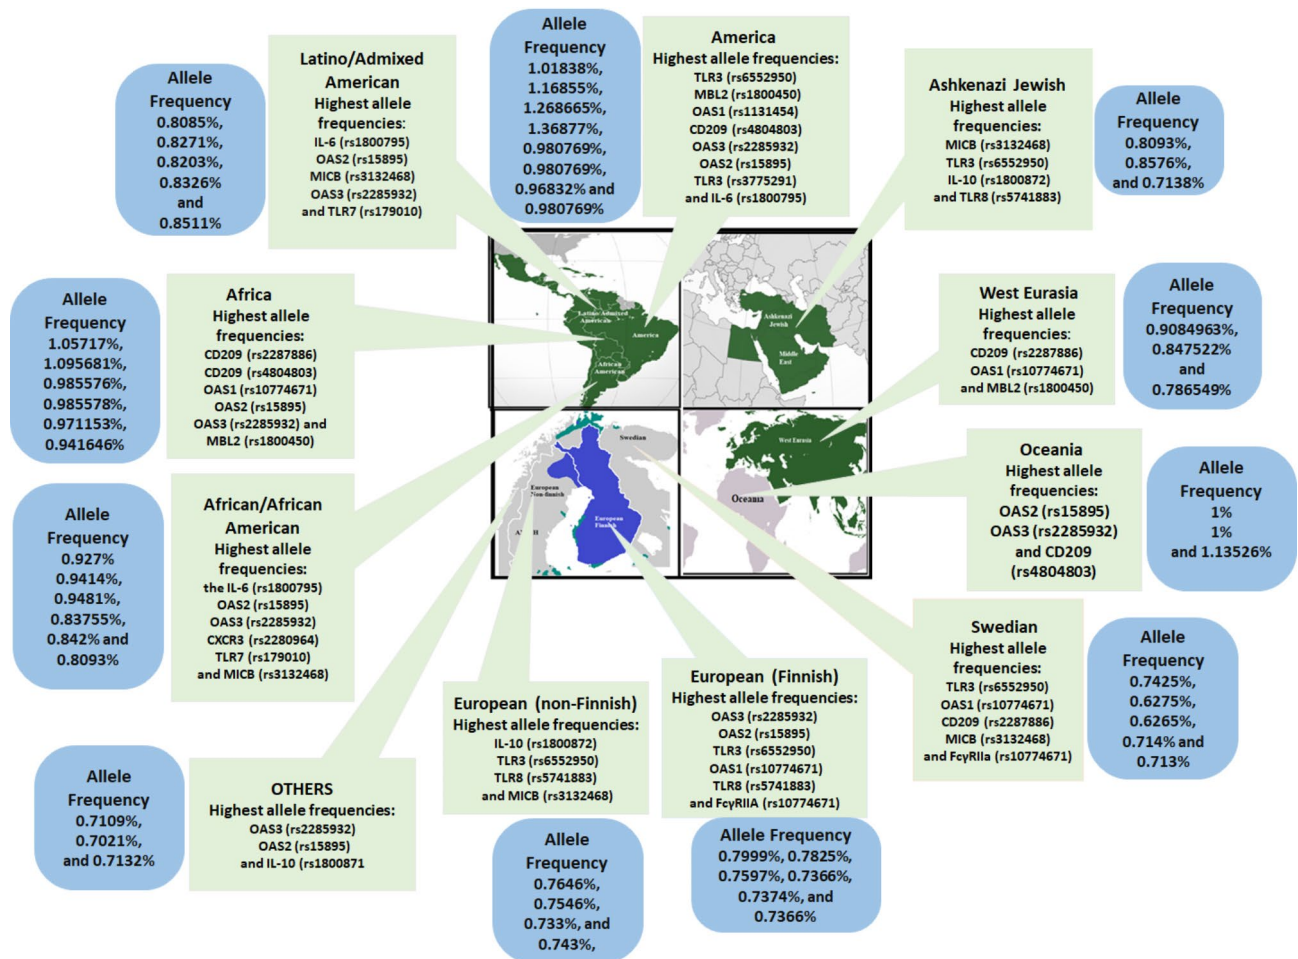 Latino/Admixed
American
Highest allele
frequencies:
IL-6 (rs1800795)
OAS2 (rs15895)
MICB (rs3132468)
OAS3 (rs2285932)
and TLR7 (rs179010)
Allele
Frequency
0.8085%,
0.8271%,
0.8203%,
0.8326%
and
0.8511%
Allele
Frequency
1.01838%,
1.16855%,
1.268665%,
1.36877%,
0.980769%,
0.980769%,
0.96832% and
0.980769%
America
Highest allele frequencies:
TLR3 (rs6552950)
MBL2 (rs1800450)
OAS1 (rs1131454)
CD209 (rs4804803)
OAS3 (rs2285932)
OAS2 (rs15895)
TLR3 (rs3775291)
and IL-6 (rs1800795)
Ashkenazi Jewish
Highest allele
frequencies:
MICB (rs3132468)
TLR3 (rs6552950)
IL-10 (rs1800872)
and TLR8 (rs5741883)
Allele
Frequency
0.8093%,
0.8576%,
and 0.7138%
Allele
Frequency
1.05717%,
1.095681%,
0.985576%,
0.985578%,
0.971153%,
0.941646%
Africa
Highest allele
frequencies:
CD209 (rs2287886)
CD209 (rs4804803)
OAS1 (rs10774671)
OAS2 (rs15895)
OAS3 (rs2285932) and
MBL2 (rs1800450)
Latino/Admixed
American
America
African
American
Ashkenazi
Jewish
Middle
East
West Eurasia
Highest allele
frequencies:
CD209 (rs2287886)
OAS1 (rs10774671)
and MBL2 (rs1800450)
Allele
Frequency
0.9084963%,
0.847522%
and
0.786549%
Swedian
European
Non-finnish
European
Finnish
West Eurasia
Oceania
Oceania
Highest allele
frequencies:
OAS2 (rs15895)
OAS3 (rs2285932)
and CD209
(rs4804803)
Allele
Frequency
1%
1%
and 1.13526%
Allele
Frequency
0.927%
0.9414%,
0.9481%,
0.83755%,
0.842% and
0.8093%
African/African
American
Highest allele
frequencies:
the IL-6 (rs1800795)
OAS2 (rs15895)
OAS3 (rs2285932)
CXCR3 (rs2280964)
TLR7 (rs179010)
and MICB (rs3132468)
Swedian
Highest allele
frequencies:
TLR3 (rs6552950)
OAS1 (rs10774671)
CD209 (rs2287886)
MICB (rs3132468)
and FcγRIIa (rs10774671)
Allele
Frequency
0.7425%,
0.6275%,
0.6265%,
0.714% and
0.713%
Allele
Frequency
0.7109%,
0.7021%,
and 0.7132%
OTHERS
Highest allele frequencies:
OAS3 (rs2285932)
OAS2 (rs15895)
and IL-10 (rs1800871
European (non-Finnish)
Highest allele frequencies:
IL-10 (rs1800872)
TLR3 (rs6552950)
TLR8 (rs5741883)
and MICB (rs3132468)
Allele
Frequency
0.7646%,
0.7546%,
0.733%, and
0.743%,
European (Finnish)
Highest allele frequencies:
OAS3 (rs2285932)
OAS2 (rs15895)
TLR3 (rs6552950)
OAS1 (rs10774671)
TLR8 (rs5741883)
and FcγRIIA (rs10774671)
Allele Frequency
0.7999%, 0.7825%,
0.7597%, 0.7366%,
0.7374%, and
0.7366%